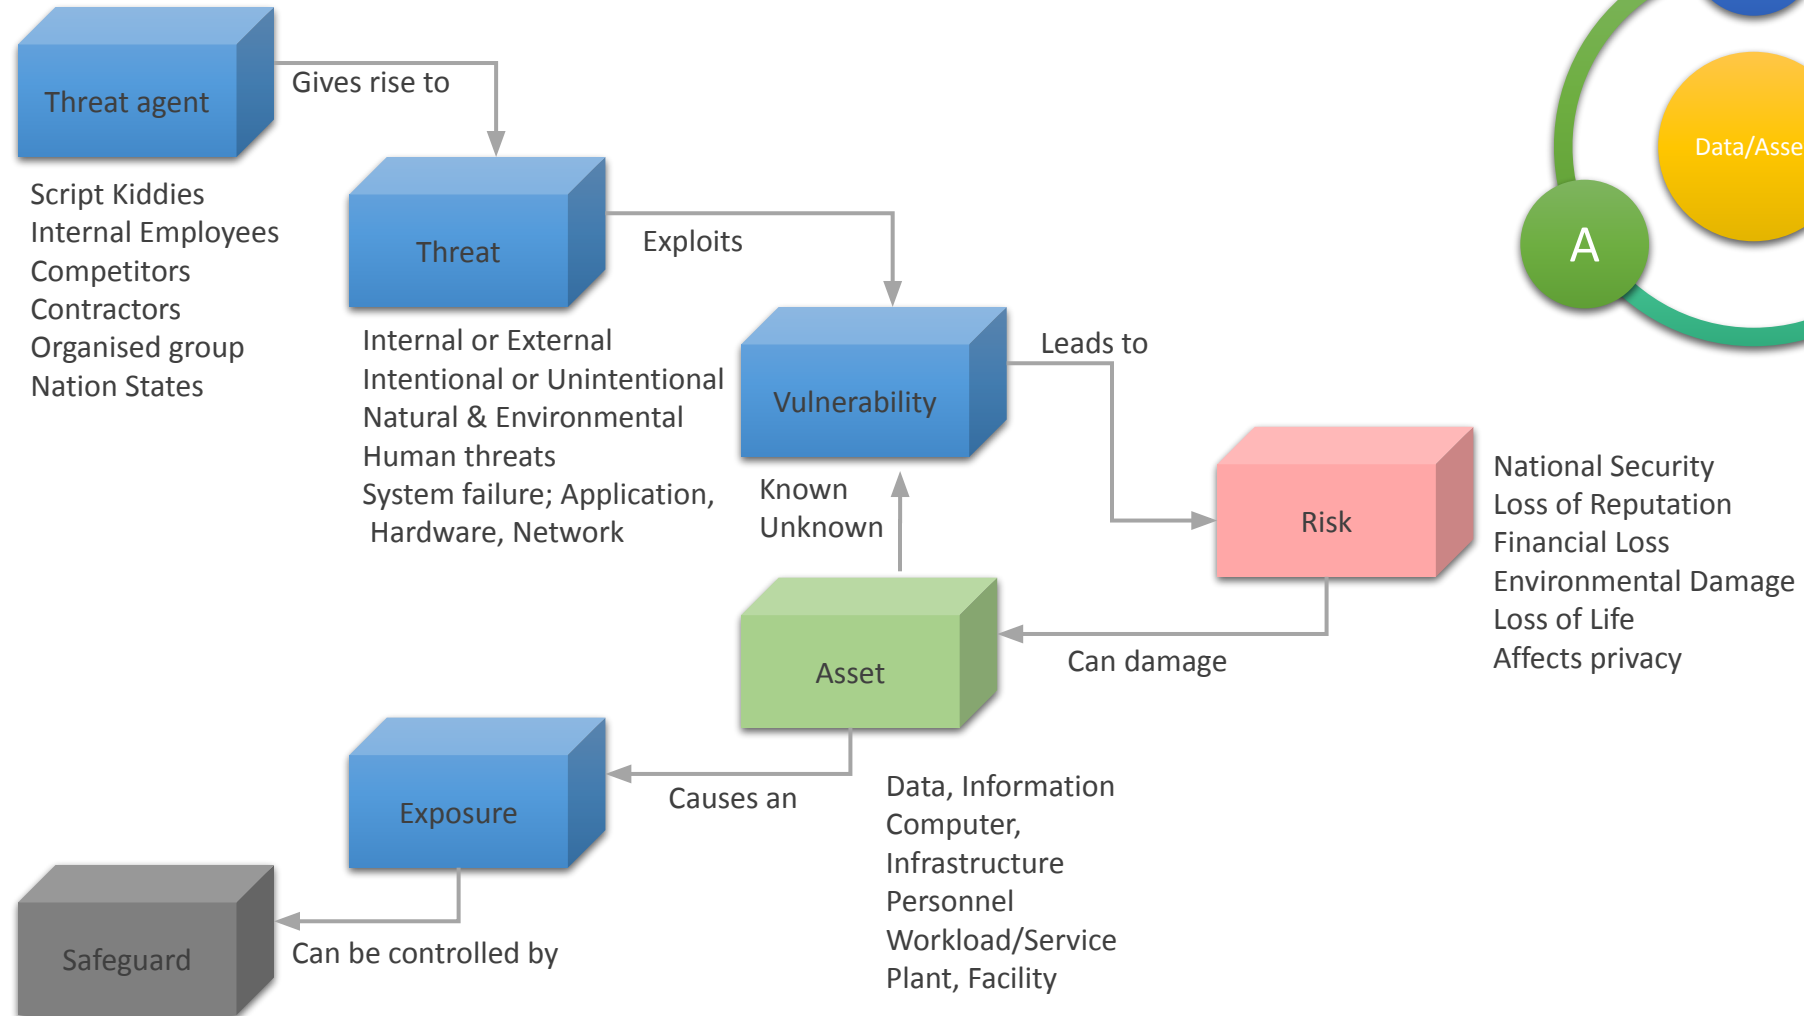 Threat agent
Gives rise to
Script Kiddies
Internal Employees
Competitors
Contractors
Organised group
Nation States
Threat
Exploits
Internal or External
Intentional or Unintentional
Natural & Environmental
Human threats
System failure; Application,
Hardware, Network
Vulnerability
Leads to
Known
Unknown
Risk
National Security
Loss of Reputation
Financial Loss
Environmental Damage
Loss of Life
Affects privacy
Can damage
Asset
Data, Information
Computer,
Infrastructure
Personnel
Workload/Service
Plant, Facility
Causes an
Exposure
Can be controlled by
Safeguard
Data/Asse
A